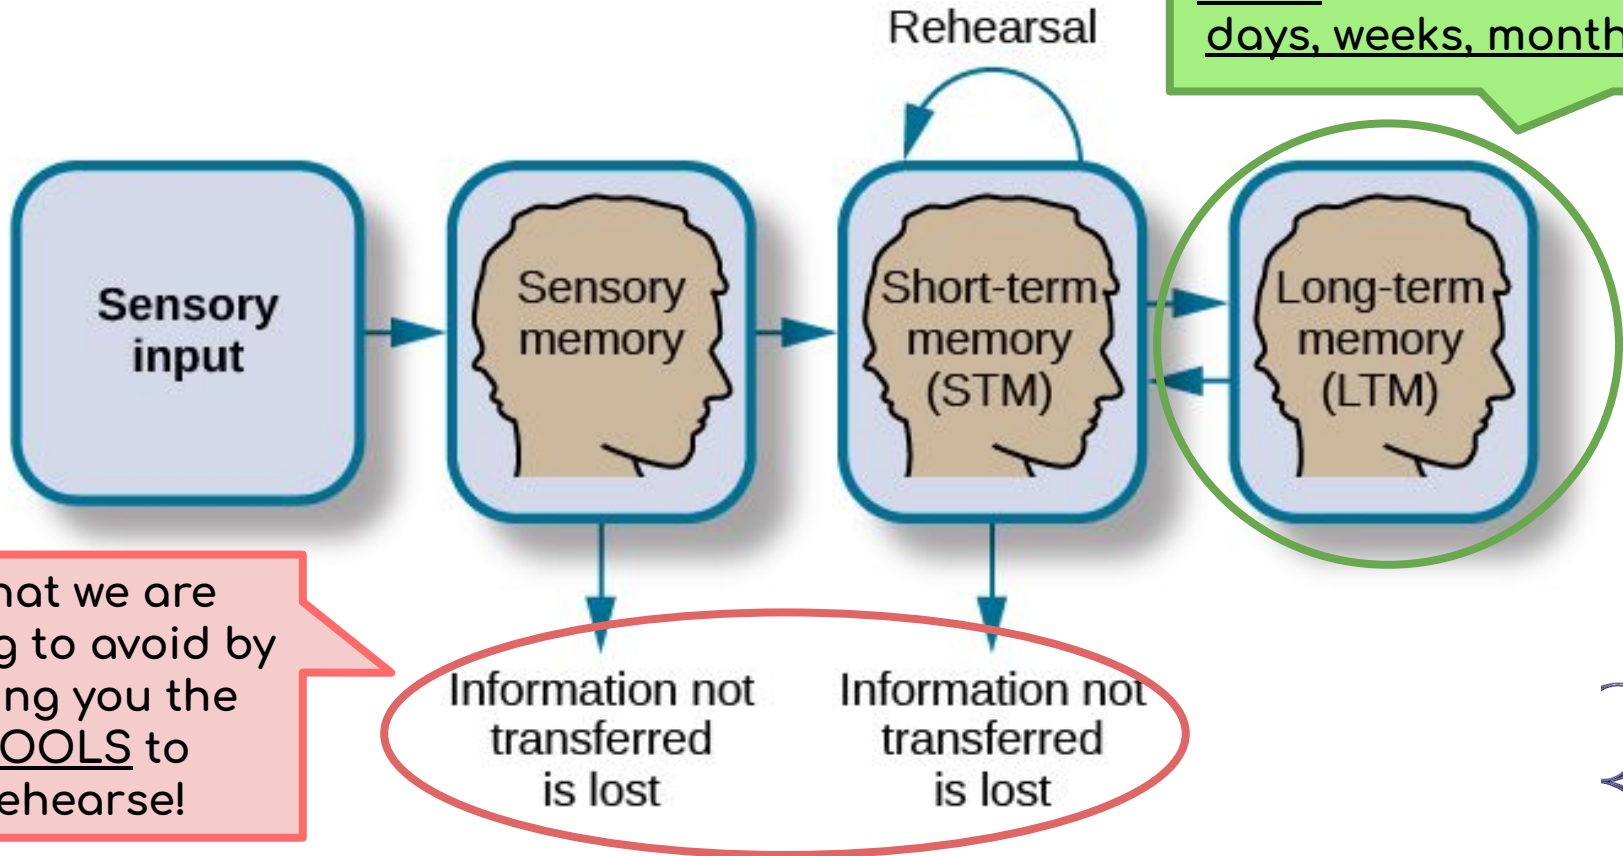 Rehearsal
days, weeks, month
Sensory
input
Sensory
memory
Short-term
memory
(STM)
Long-term
memory
(LTM)
hat we are
g to avoid by
ng you the
OOLS to
ehearse!
Information not
transferred
is lost
Information not
transferred
is lost